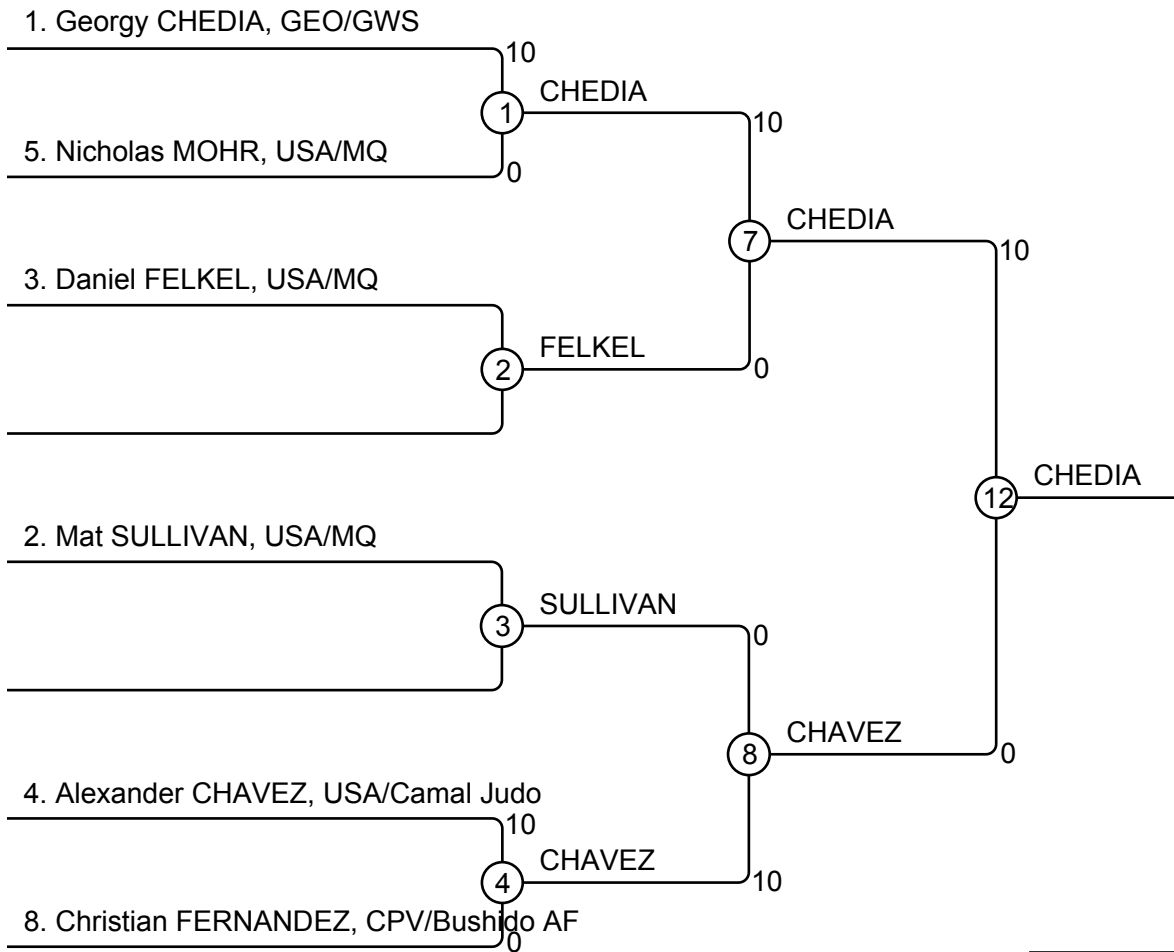 1. Georgy CHEDIA, GEO/GWS
10
CHEDIA
1
10
5. Nicholas MOHR, USA/MQ
0
CHEDIA
7
10
3. Daniel FELKEL, USA/MQ
FELKEL
2
0
CHEDIA
12
2. Mat SULLIVAN, USA/MQ
SULLIVAN
3
0
CHAVEZ
8
0
4. Alexander CHAVEZ, USA/Camal Judo
10
CHAVEZ
4
10
8. Christian FERNANDEZ, CPV/Bushido AF
0